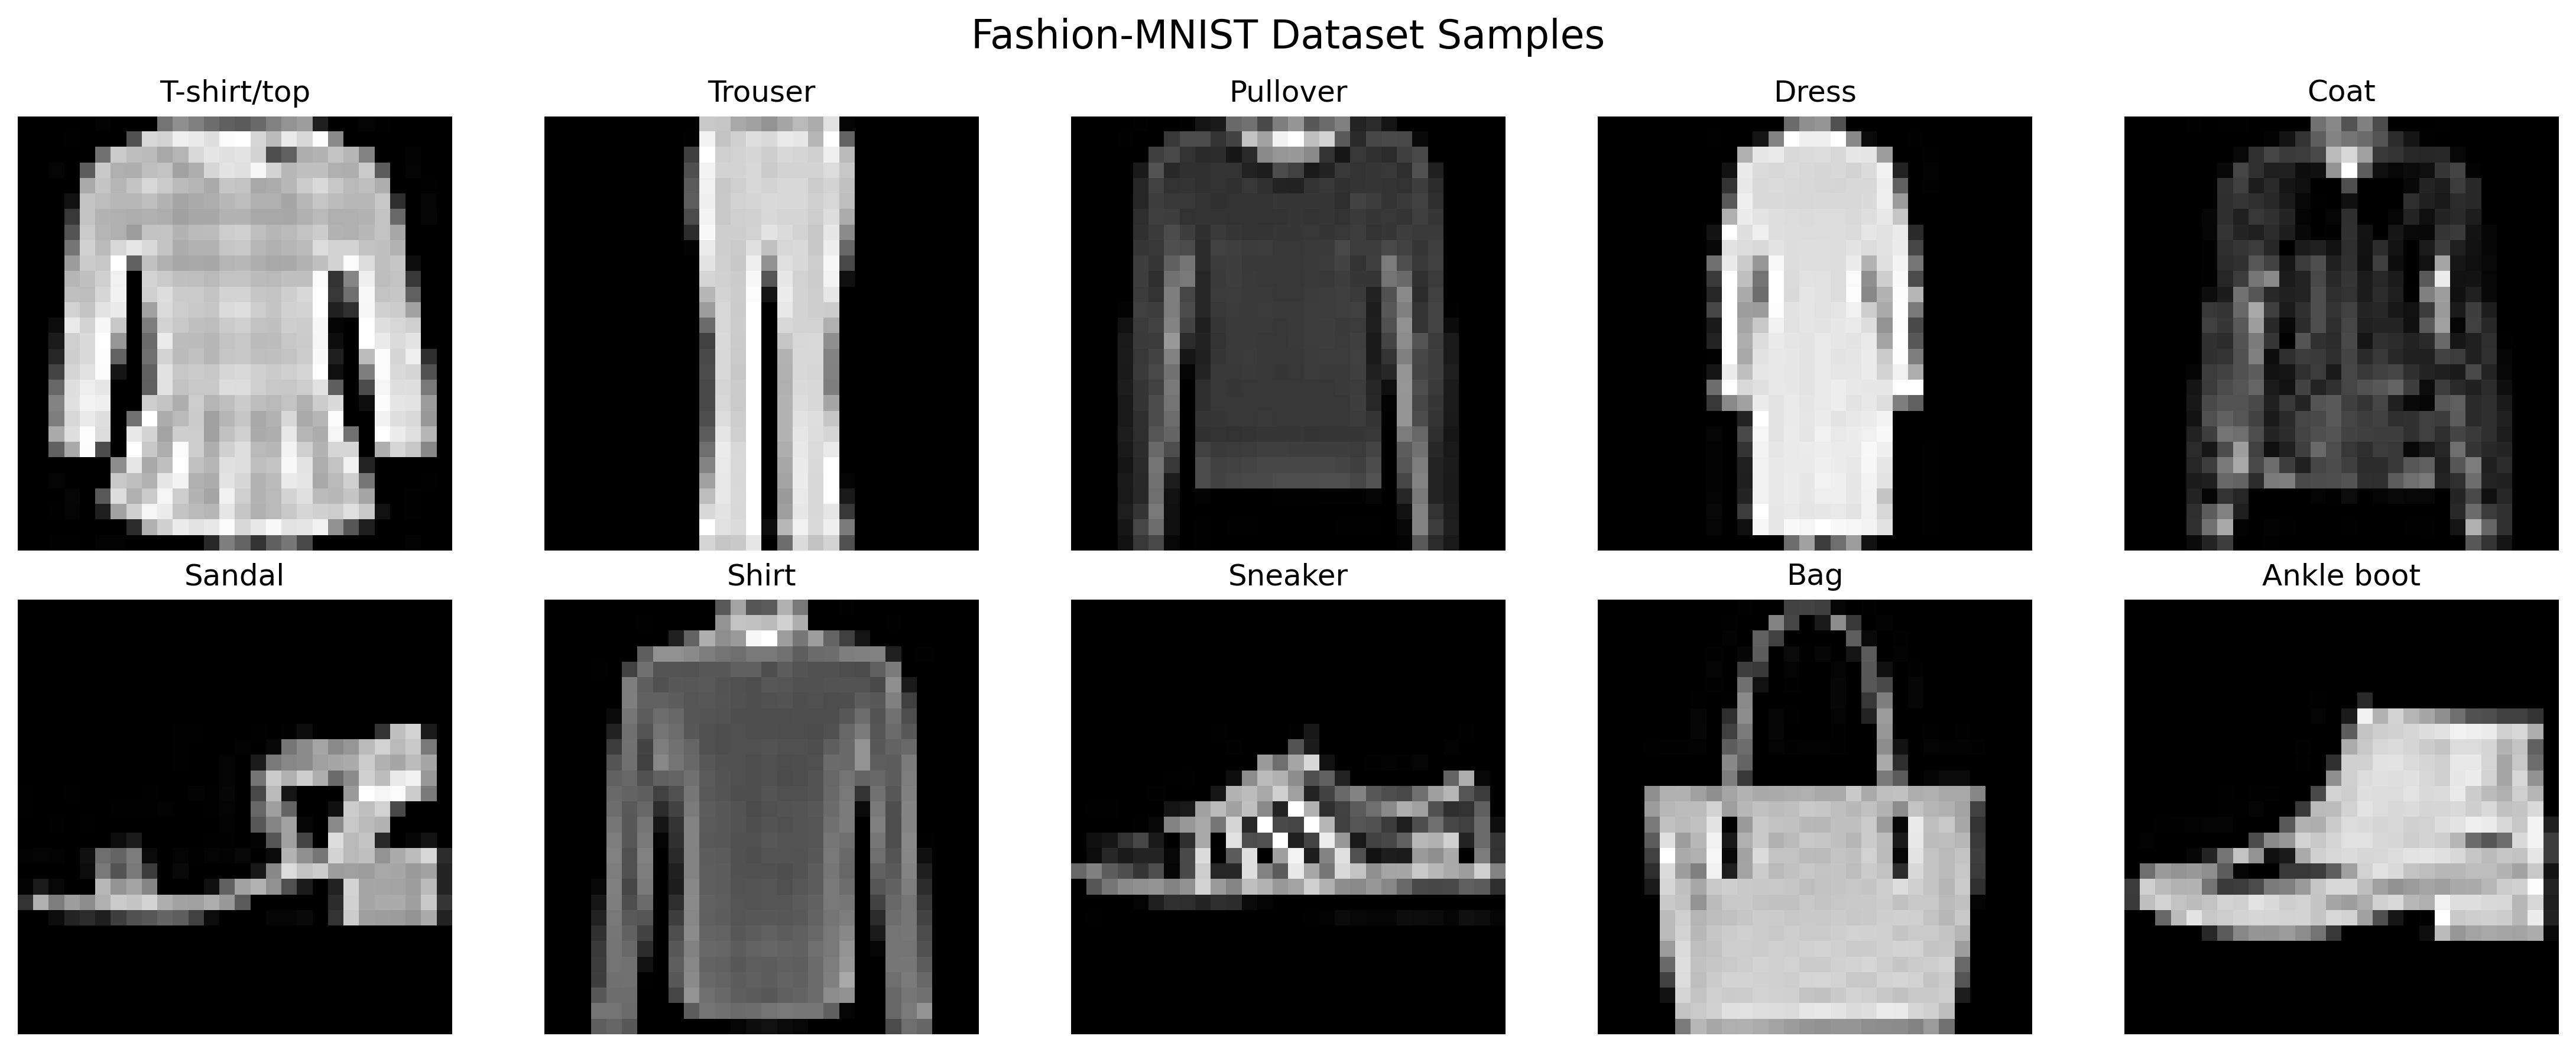 Fashion-MNIST Dataset Samples
T-shirt/top
Trouser
Pullover
Dress
Coat
Sandal
Shirt
Sneaker
Bag
Ankle boot